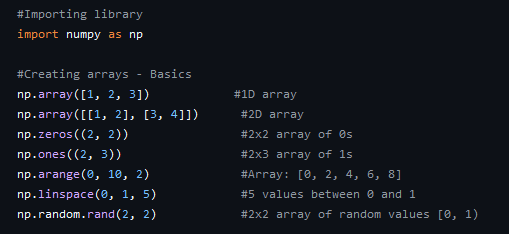 #Importing library
import numpy as np
#Creating arrays - Basics
np.array([1, 2, 3]) #1D array
np.array([[1, 2], [3, 4]]) #2D array
np.zeros((2, 2)) #2x2 array of 0s
np.ones((2, 3)) #2x3 array of 1s
np.arange(0, 10, 2) #Array: [0, 2, 4, 6, 8]
np.linspace(0, 1, 5) #5 values between 0 and 1
np.random.rand(2, 2) #2x2 array of random values [0, 1)